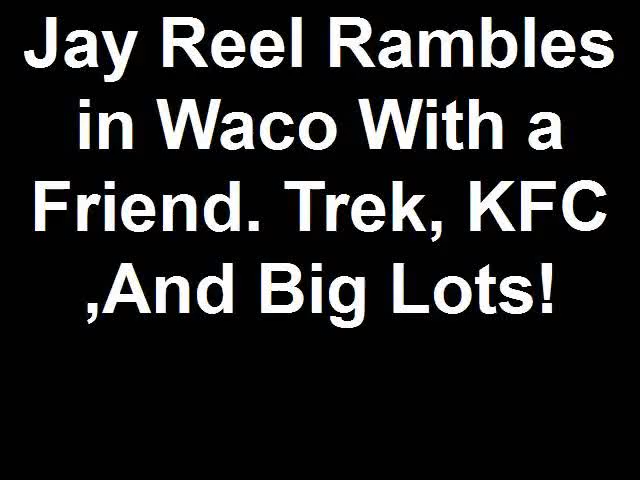 Jay Reel Rambles
in Waco With a
Friend. Trek, KFC
,And Big Lots!